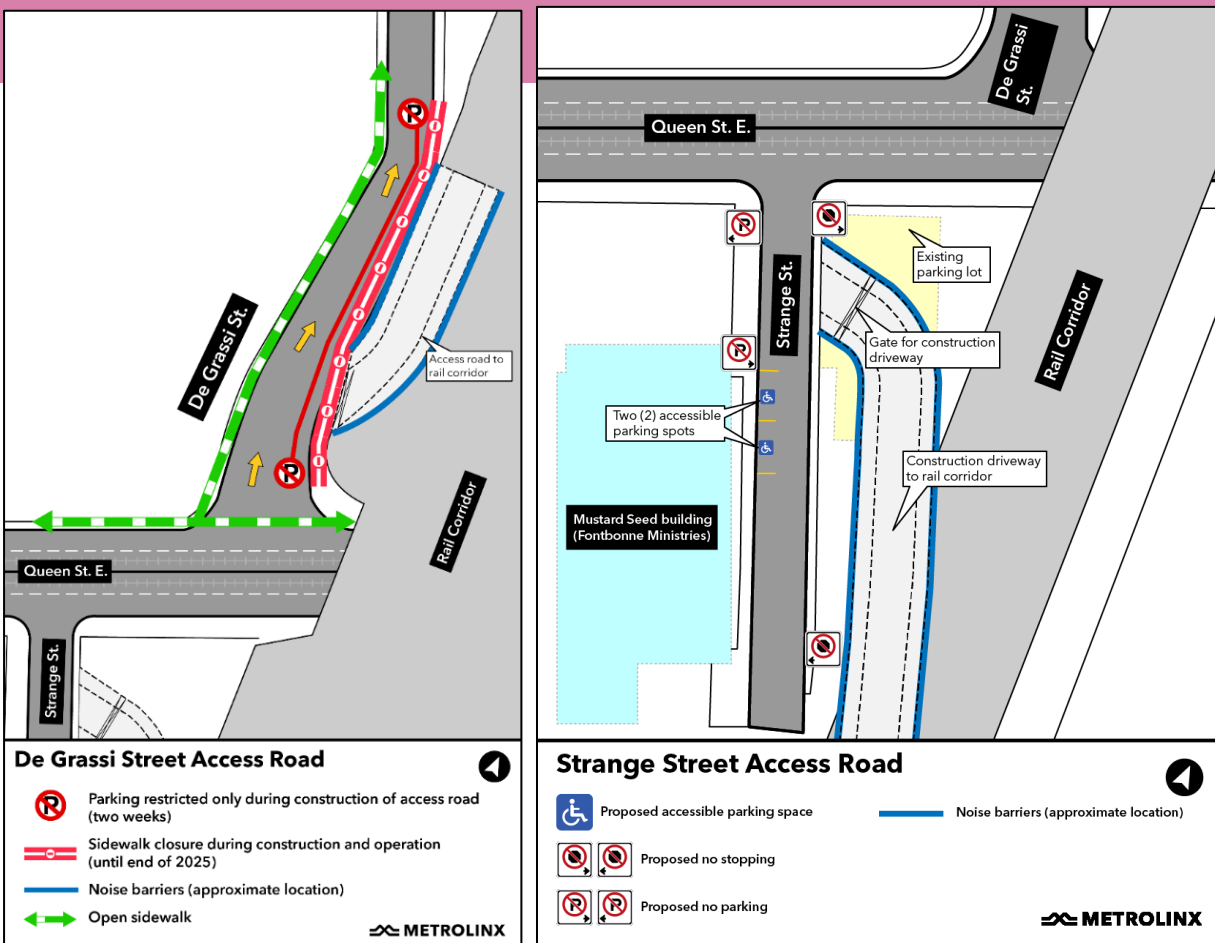 De Grassi St.
Access road to
rail corridor
Rail Corridor
Queen St. E.
Strange St.
De Grassi Street Access Road
Parking restricted only during construction of access road
(two weeks)
Sidewalk closure during construction and operation
(until end of 2025)
Noise barriers (approximate location)
Open sidewalk
METROLINX
De Grassi
St.
Queen St. E.
Strange St.
Existing
parking lot
Rail Corridor
Gate for construction
driveway
Two (2) accessible
parking spots
Construction driveway
to rail corridor
Mustard Seed building
(Fontbonne Ministries)
Strange Street Access Road
Proposed accessible parking space
Noise barriers (approximate location)
Proposed no stopping
Proposed no parking
METROLINX